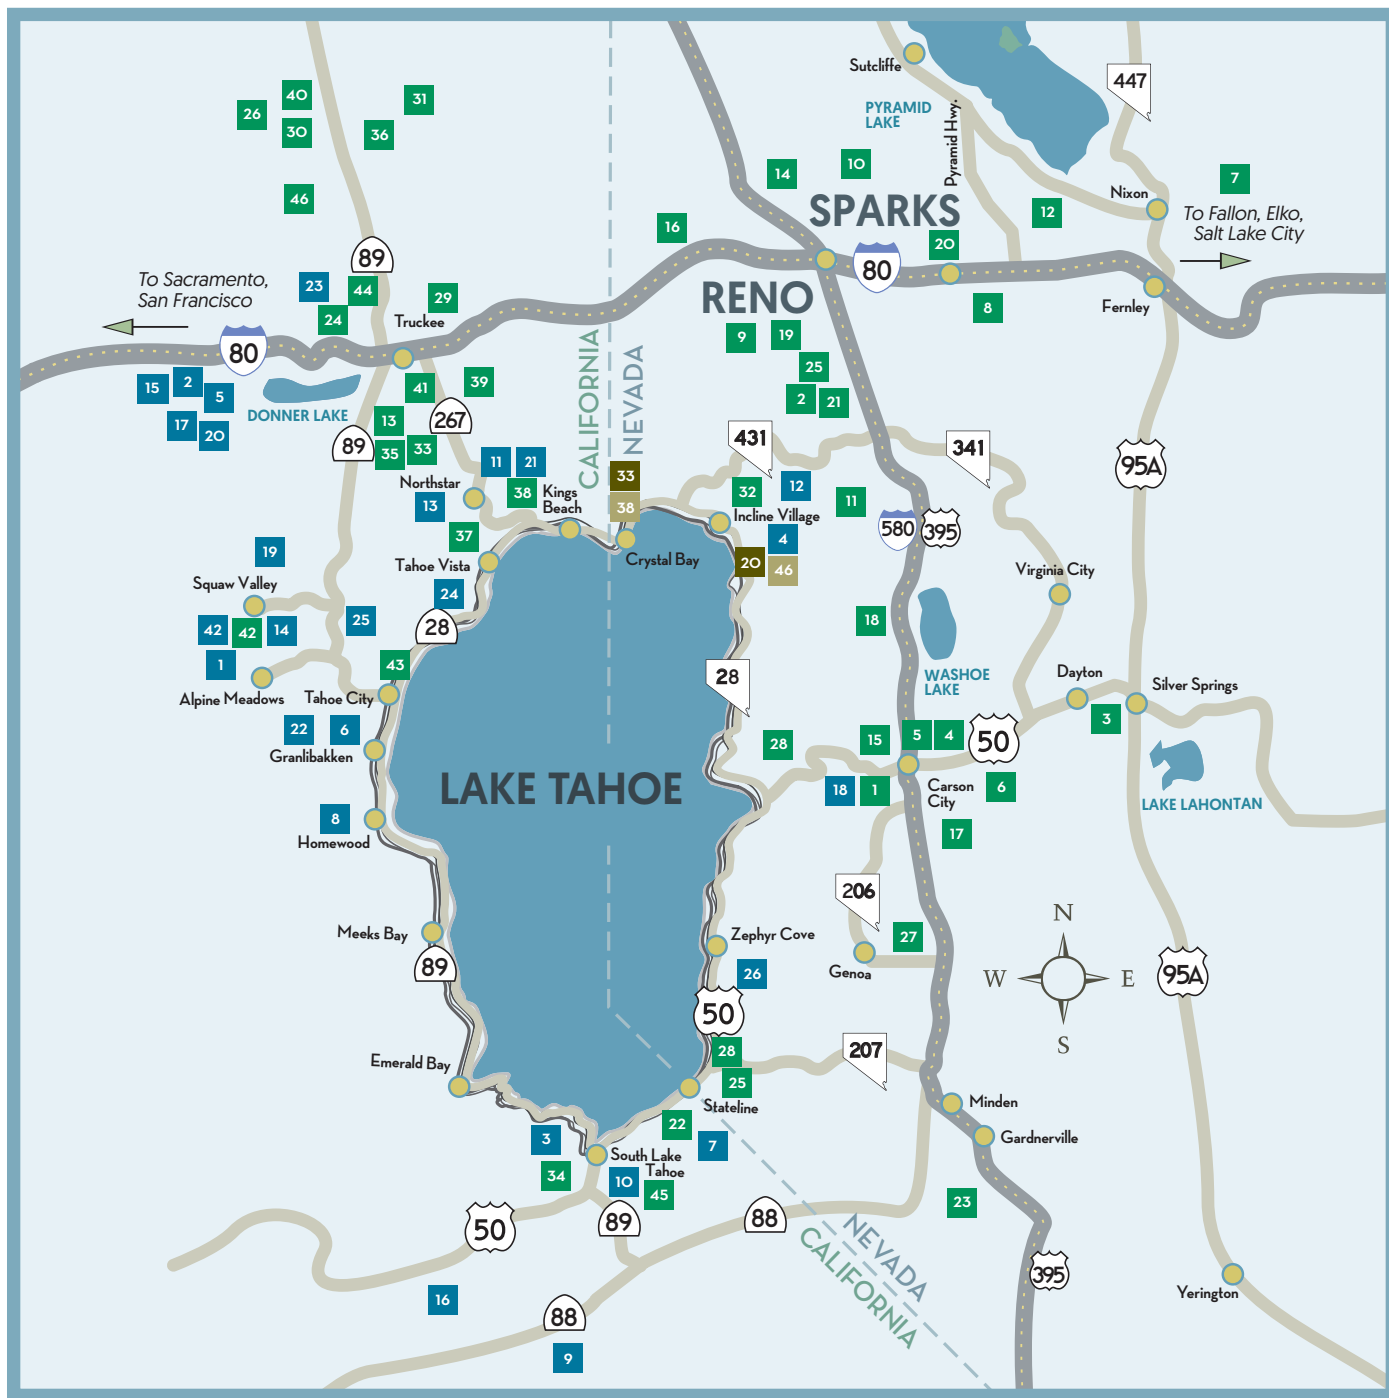 Sutcliffe
447
40
31
26
PYRAMID
LAKE
Pyramid Hwy.
30
36
10
14
7
46
Nixon
12
SPARKS
To Fallon, Elko,
Salt Lake City
16
20
89
80
To Sacramento,
San Francisco
23
44
29
RENO
Fernley
8
24
Truckee
9
19
80
CALIFORNIA
NEVADA
25
15
2
5
41
39
DONNER LAKE
2
21
13
267
17
20
89
35
33
431
341
95A
11
21
33
Northstar
38
Kings
Beach
32
12
13
38
11
Incline Village
580
395
37
4
19
Tahoe Vista
Crystal Bay
20
46
Virginia City
Squaw Valley
24
42
42
14
25
28
18
1
43
28
WASHOE
LAKE
Dayton
Silver Springs
Alpine Meadows
Tahoe City
3
22
6
28
15
5
4
50
Granlibakken
LAKE TAHOE
18
1
Carson
City
6
LAKE LAHONTAN
8
Homewood
17
206
N
Meeks Bay
Zephyr Cove
27
89
26
Genoa
W
E
95A
50
S
28
207
Emerald Bay
25
Stateline
Minden
22
3
7
Gardnerville
South Lake
Tahoe
34
10
45
23
50
89
88
NEVADA
CALIFORNIA
395
16
Yerington
88
9